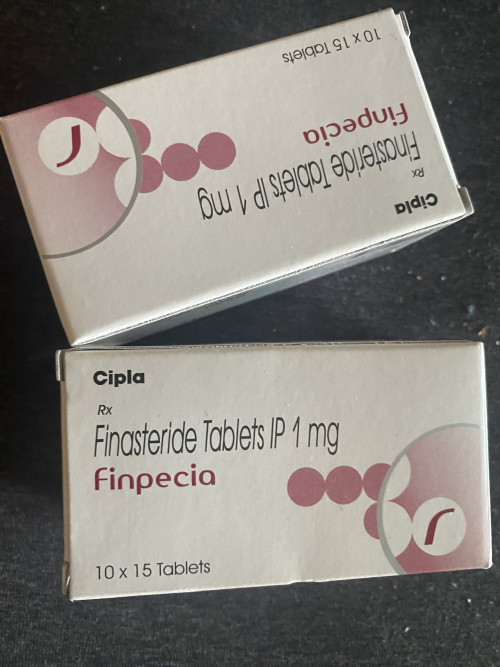 10 x 15 Tablets
Finpecia
Finasteride Tablets IP 1 mg
Rx
Cipla
Cipla
Rx
Finasteride Tablets IP 1 mg
Finpecia
10 x 15 Tablets